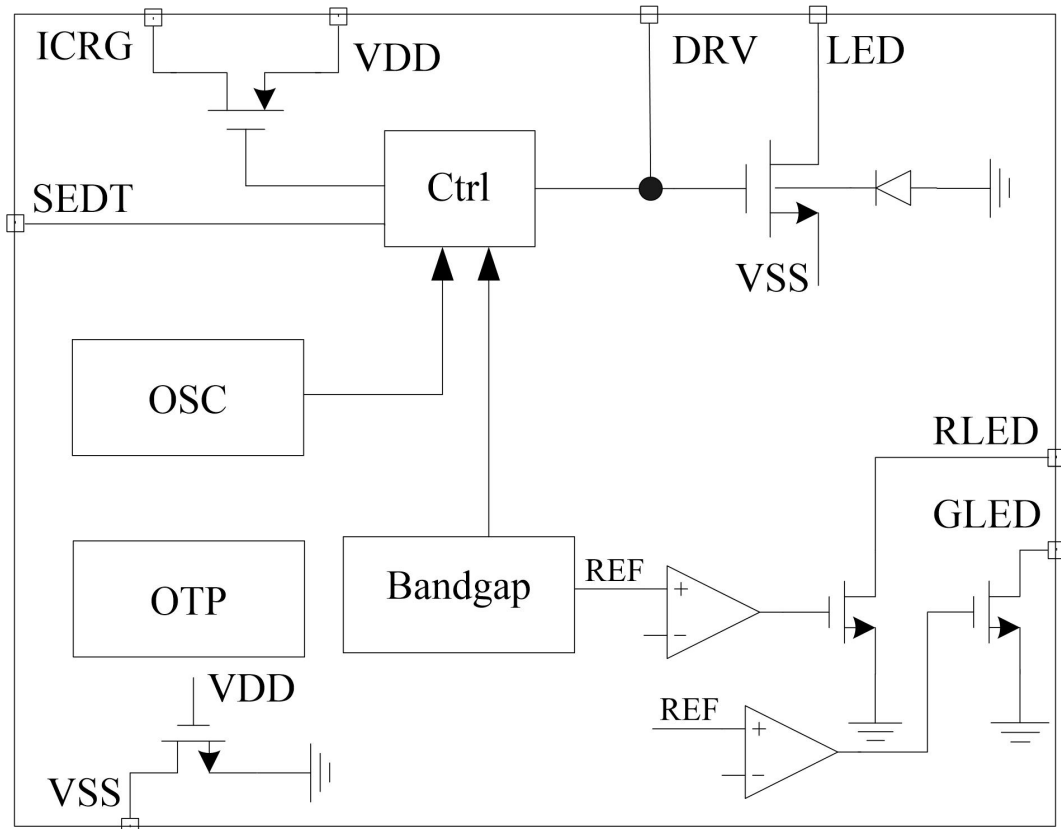 ICRG
VDD
DRV
LED
Ctrl
SEDT
VSS
OSC
RLED
GLED
OTP
Bandgap
REF
+
−
VDD
REF
+
−
VSS